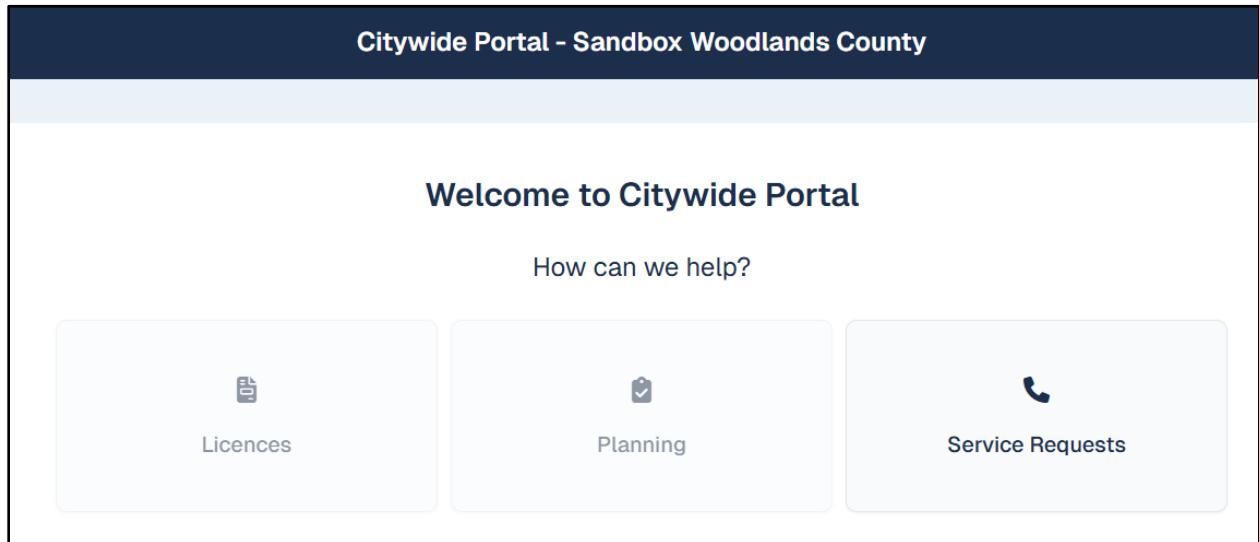 Citywide Portal - Sandbox Woodlands County
Welcome to Citywide Portal
How can we help?
Licences
Planning
Service Requests